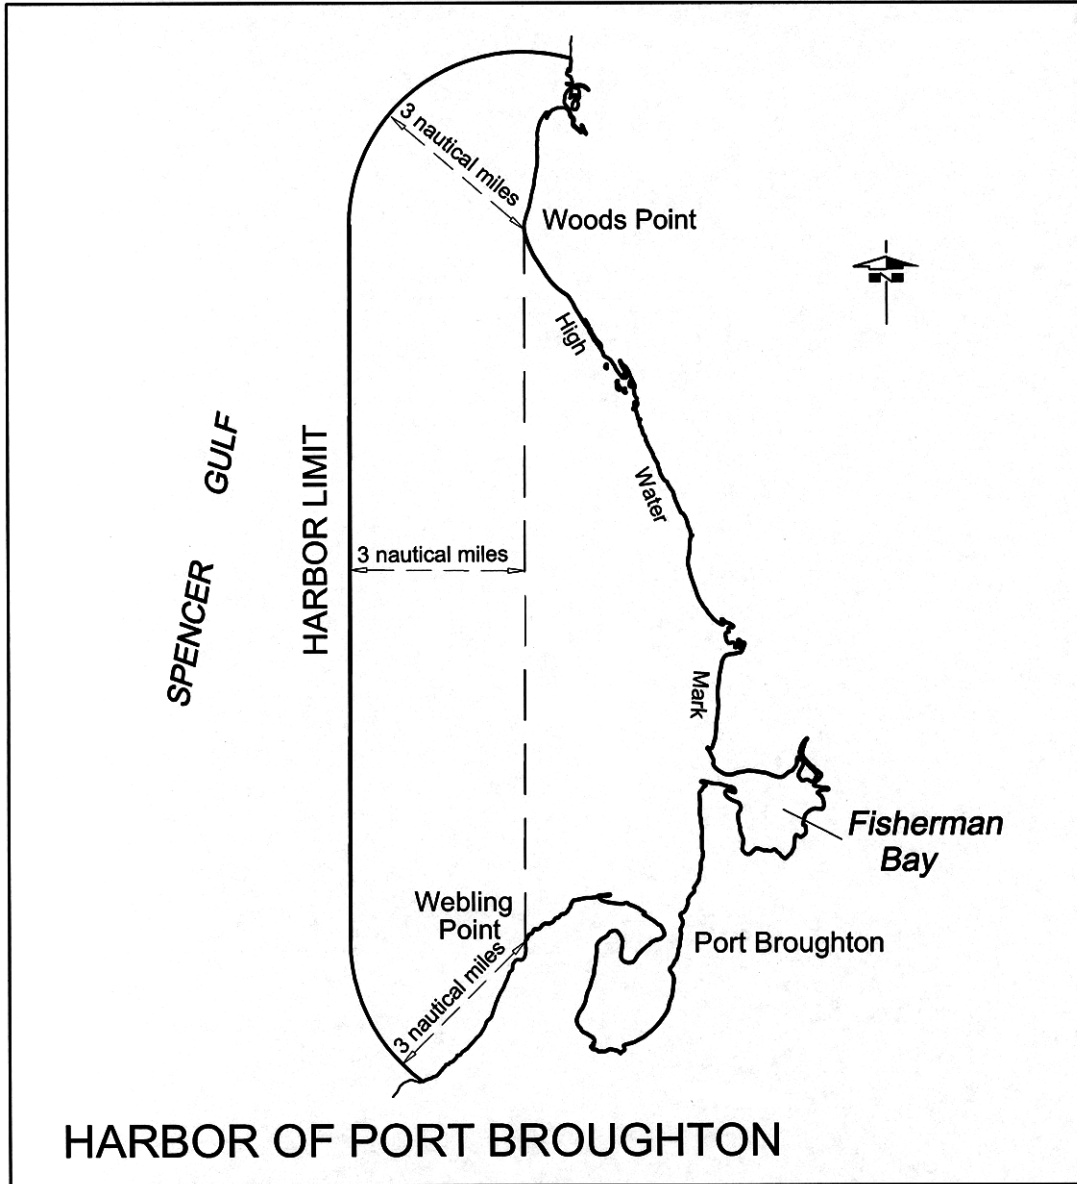 3 nautical miles
Woods Point
N
High
GULF
HARBOR LIMIT
Water
3 nautical miles
SPENCER
Mark
Fisherman
Bay
Webling
Point
Port Broughton
3 nautical miles
HARBOR OF PORT BROUGHTON